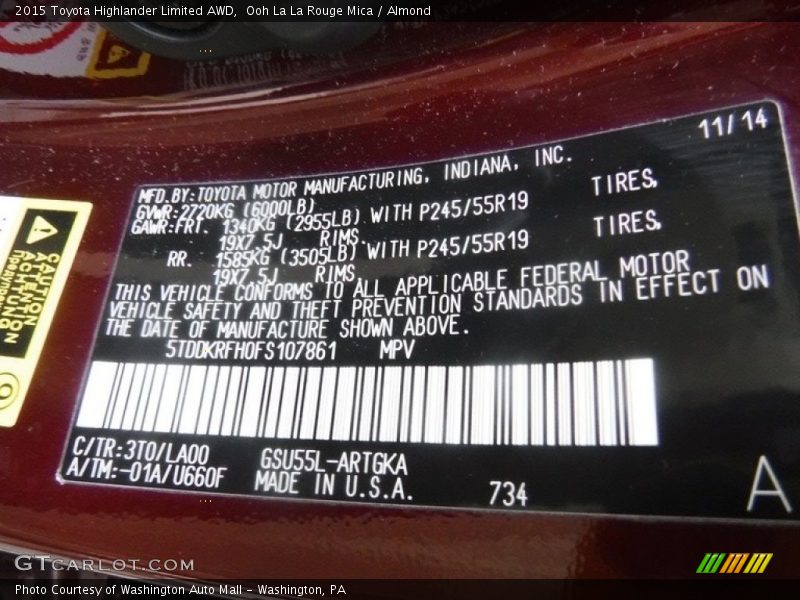 2015 Toyota Highlander Limited AWD,  Ooh La La Rouge Mica / Almond
11/14
MFD.BY:TOYOTA MOTOR MANUFACTURING, INDIANA, INC.
GVWR:2720KG (6000LB)
GAWR:FRT. 1340KG (2955LB) WITH P245/55R19 TIRES,
19X7.5J RIMS.
RR. 1585KG (3505LB) WITH P245/55R19 TIRES,
19X7.5J RIMS
THIS VEHICLE CONFORMS TO ALL APPLICABLE FEDERAL MOTOR
VEHICLE SAFETY AND THEFT PREVENTION STANDARDS IN EFFECT ON
THE DATE OF MANUFACTURE SHOWN ABOVE.
5TDDKRFH0FS107861 MPV
C/TR:3T0/LA00 GSU55L-ARTGKA
A/TM:-01A/U660F MADE IN U.S.A. 734
A
CAUTION
ATTENTION
GTCARLOT.COM
Photo Courtesy of Washington Auto Mall - Washington, PA